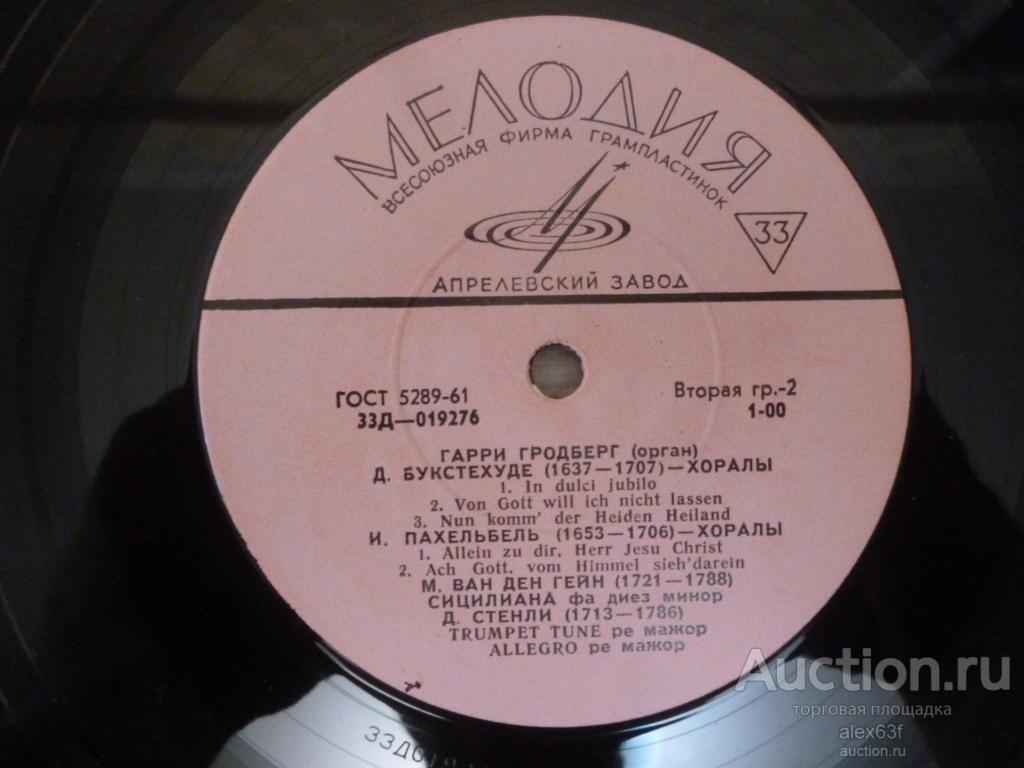 МЕЛОДИЯ
ВСЕСОЮЗНАЯ ФИРМА ГРАМПЛАСТИНОК
33
АПРЕЛЕВСКИЙ ЗАВОД
ГОСТ 5289-61
Вторая гр.-2
33Д—019276
1-00
ГАРРИ ГРОДБЕРГ (орган)
Д. БУКСТЕХУДЕ (1637—1707)—ХОРАЛЫ
1. In dulci jubilo
2. Von Gott will ich nicht lassen
3. Nun komm' der Heiden Heiland
И. ПАХЕЛЬБЕЛЬ (1653—1706)—ХОРАЛЫ
1. Allein zu dir, Herr Jesu Christ
2. Ach Gott, vom Himmel sieh'darein
М. ВАН ДЕН ГЕЙН (1721—1788)
СИЦИЛИАНА фа диез минор
Д. СТЕНЛИ (1713—1786)
TRUMPET TUNE ре мажор
ALLEGRO ре мажор
Auction.ru
торговая площадка
alex63f
auction.ru